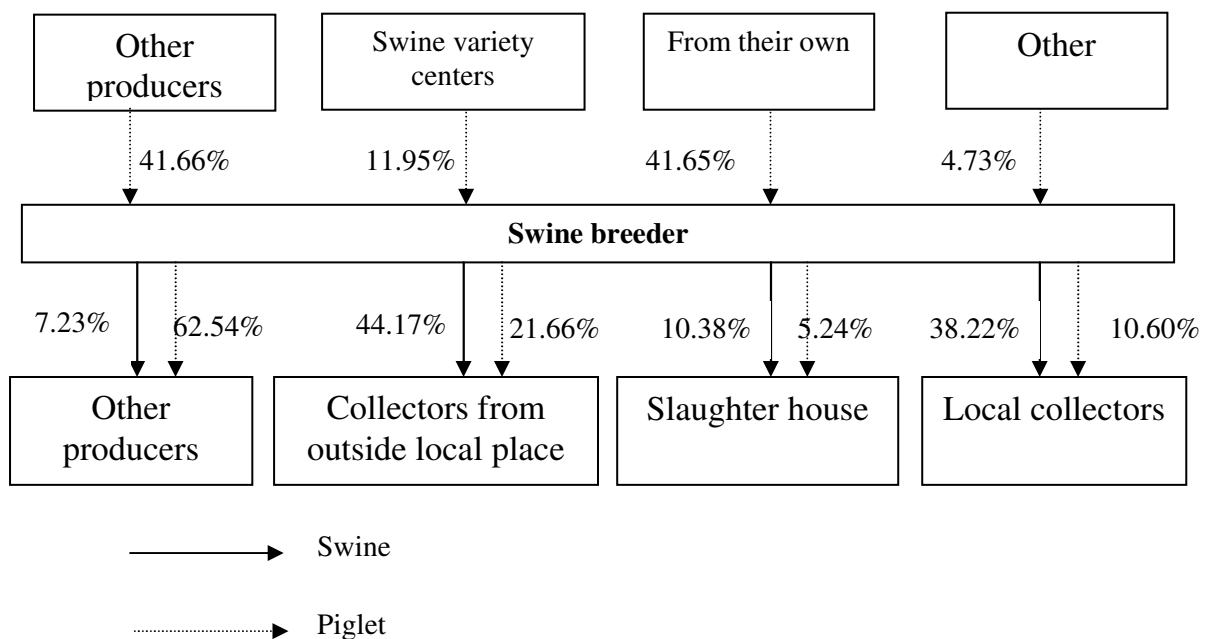 Other
producers
Swine variety
centers
From their own
Other
41.66%
11.95%
41.65%
4.73%
Swine breeder
7.23%
62.54%
44.17%
21.66%
10.38%
5.24%
38.22%
10.60%
Other
producers
Collectors from
outside local place
Slaughter house
Local collectors
Swine
Piglet